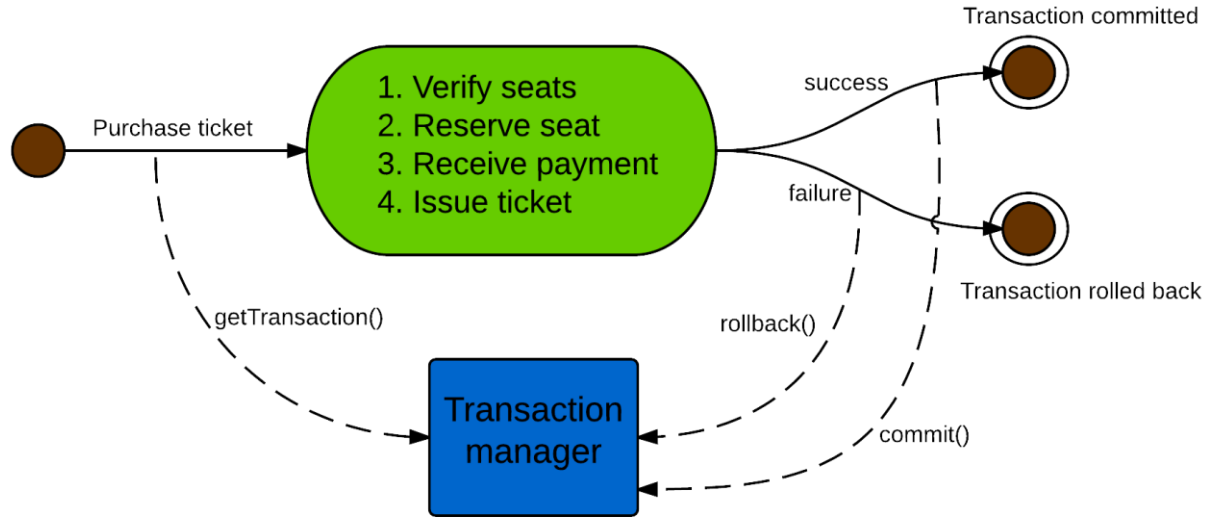 Transaction committed
success
Purchase ticket
1. Verify seats
2. Reserve seat
3. Receive payment
4. Issue ticket
failure
Transaction rolled back
getTransaction()
rollback()
commit()
Transaction
manager